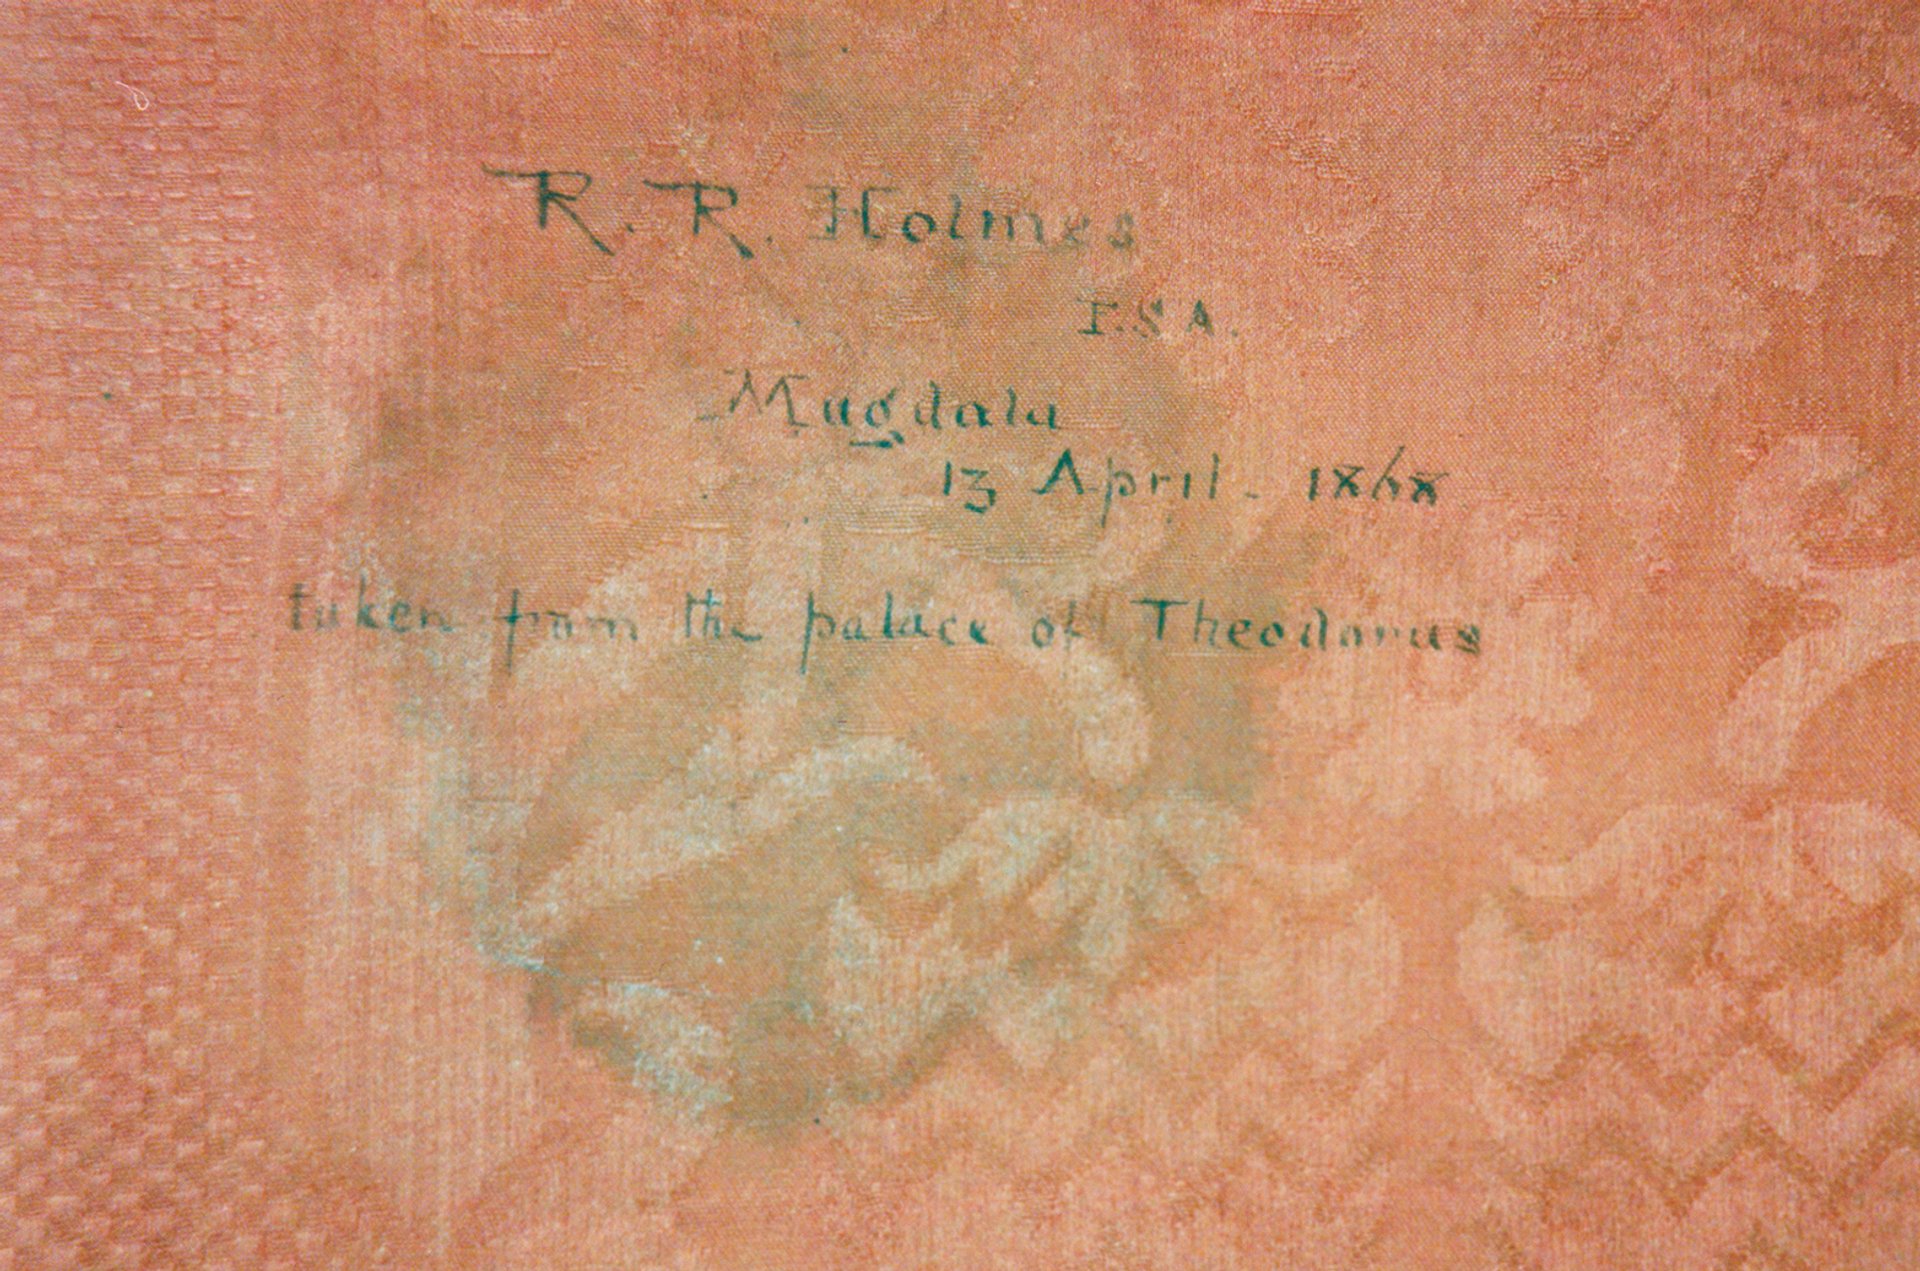 R. R. Holmes
F.S.A.
Magdala
13 April - 1868
taken from the palace of Theodorus